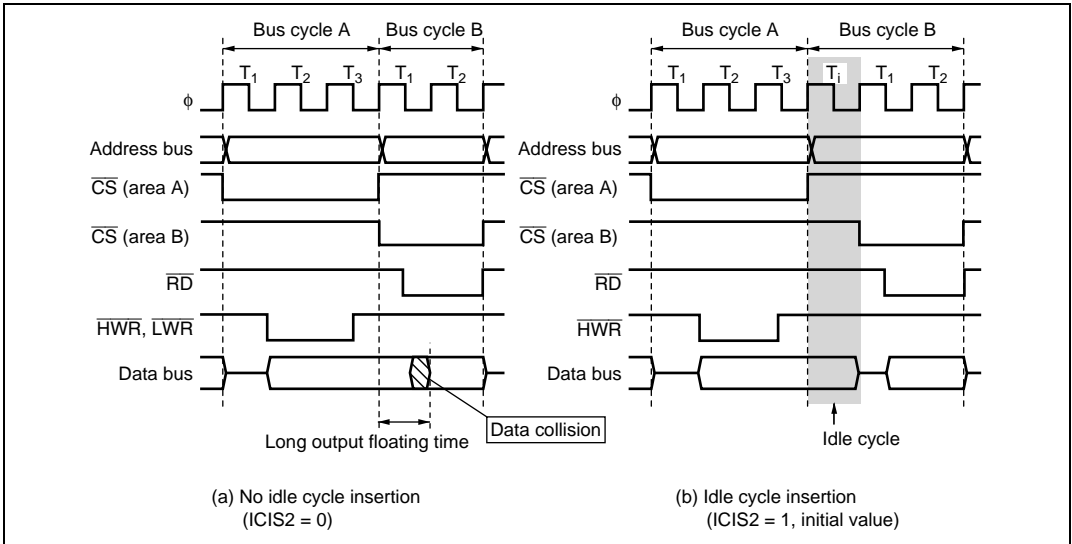 Bus cycle A Bus cycle B
T1 T2 T3 T1 T2
φ
Address bus
CS (area A)
CS (area B)
RD
HWR, LWR
Data bus
Long output floating time
Data collision
(a) No idle cycle insertion
(ICIS2 = 0)
Bus cycle A Bus cycle B
T1 T2 T3 Ti T1 T2
φ
Address bus
CS (area A)
CS (area B)
RD
HWR
Data bus
Idle cycle
(b) Idle cycle insertion
(ICIS2 = 1, initial value)